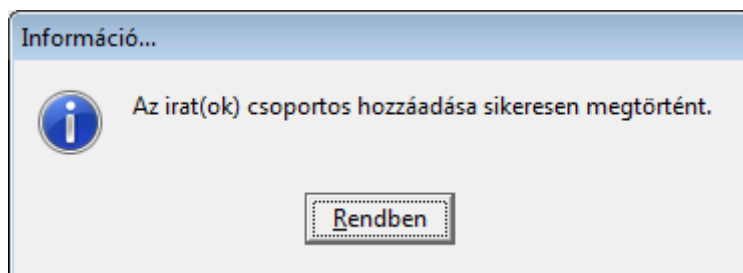 Információ...
Az irat(ok) csoportos hozzáadása sikeresen megtörtént.
Rendben